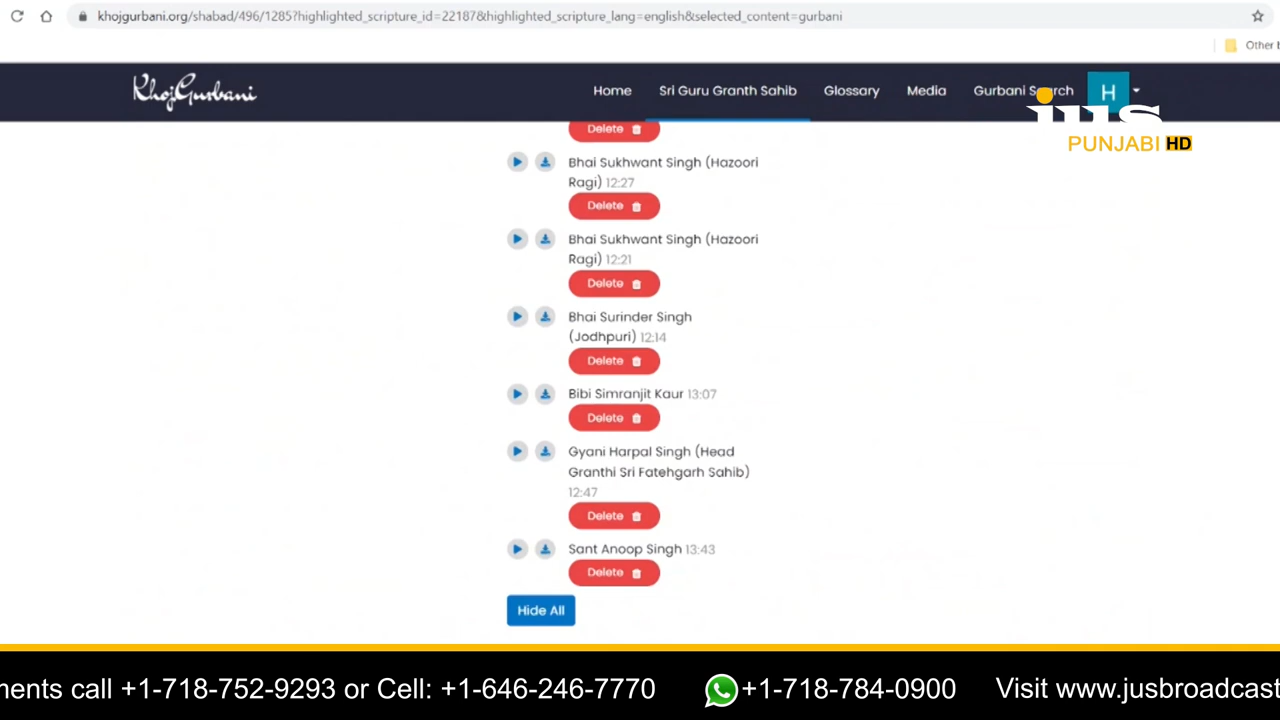 khojgurbani.org/shabad/496/1285?highlighted_scripture_id=22187&highlighted_scripture_lang=english&selected_content=gurbani
Other b
KhojGurbani
Home Sri Guru Granth Sahib Glossary Media Gurbani Search H
jus
PUNJABI HD
Delete
Bhai Sukhwant Singh (Hazoori
Ragi) 12:27
Delete
Bhai Sukhwant Singh (Hazoori
Ragi) 12:21
Delete
Bhai Surinder Singh
(Jodhpuri) 12:14
Delete
Bibi Simranjit Kaur 13:07
Delete
Gyani Harpal Singh (Head
Granthi Sri Fatehgarh Sahib)
12:47
Delete
Sant Anoop Singh 13:43
Delete
Hide All
ments call +1-718-752-9293 or Cell: +1-646-246-7770 +1-718-784-0900 Visit www.jusbroadcast